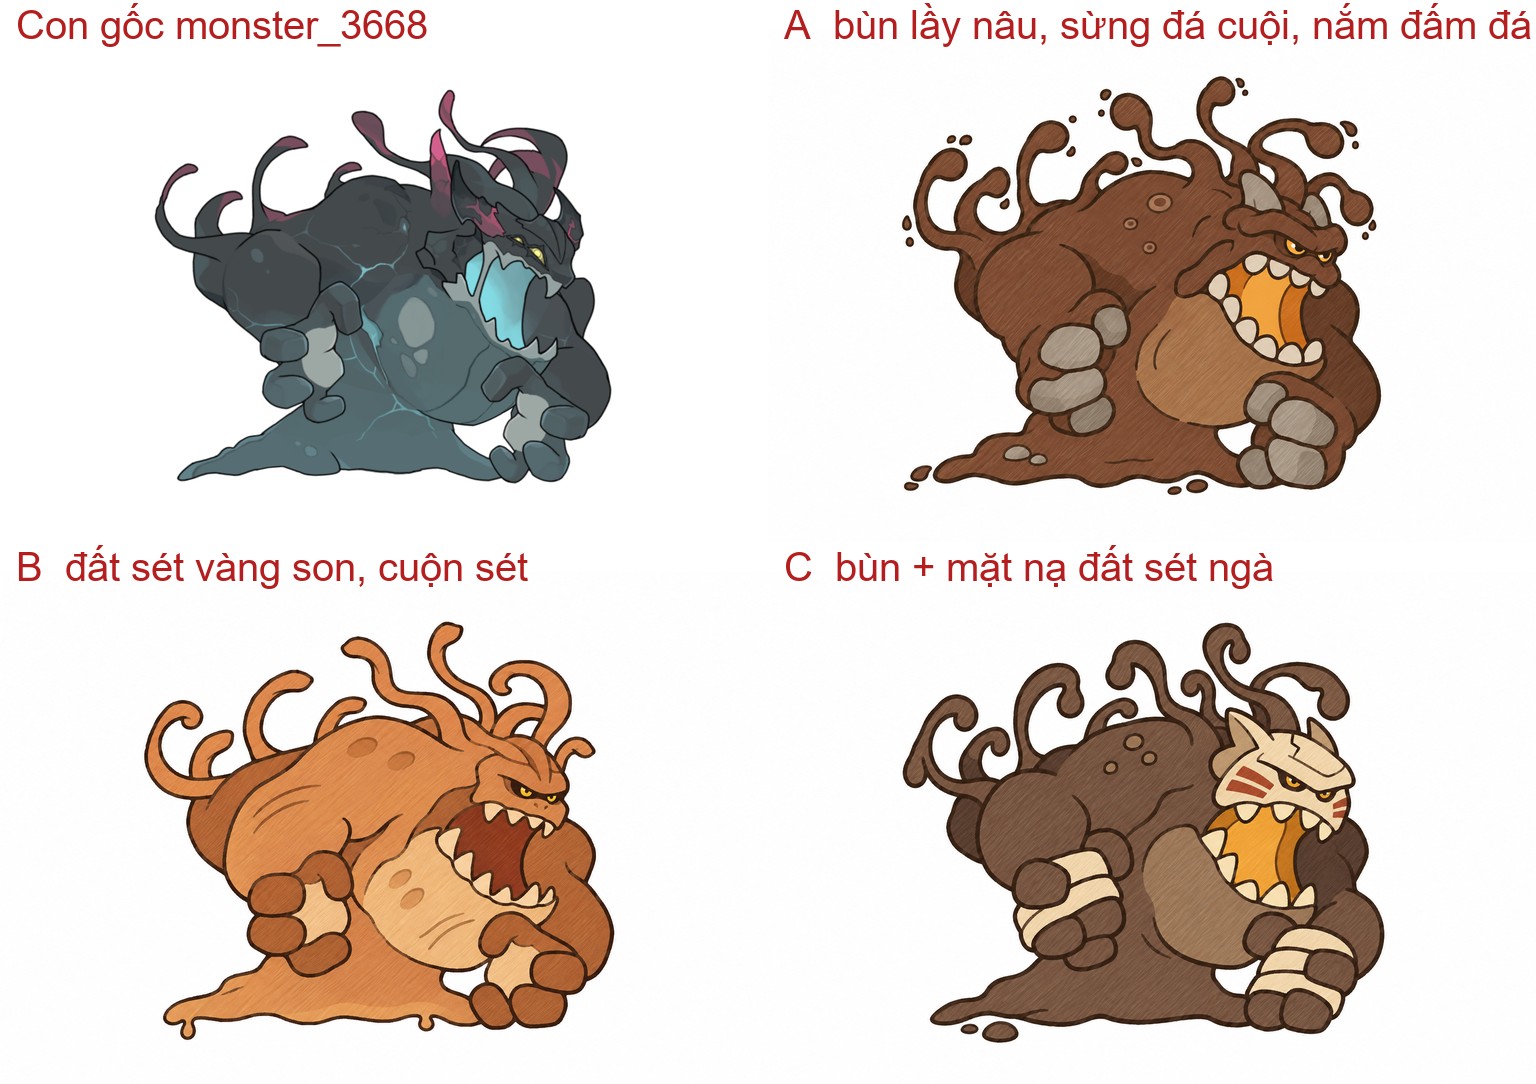 Con gốc monster_3668
A bùn lầy nâu, sừng đá cuội, nắm đấm đá
B đất sét vàng son, cuộn sét
C bùn + mặt nạ đất sét ngà